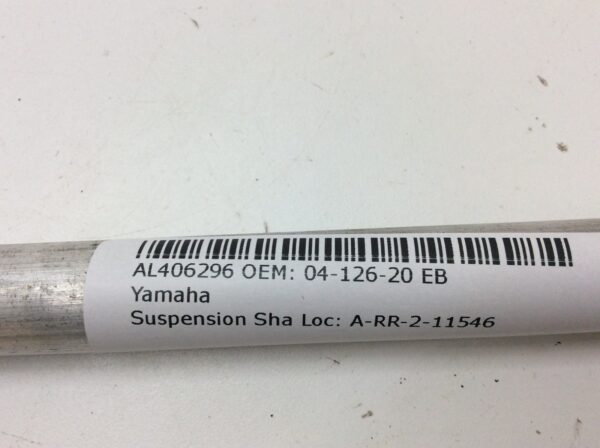 AL406296 OEM: 04-126-20 EB
Yamaha
Suspension Sha Loc: A-RR-2-11546